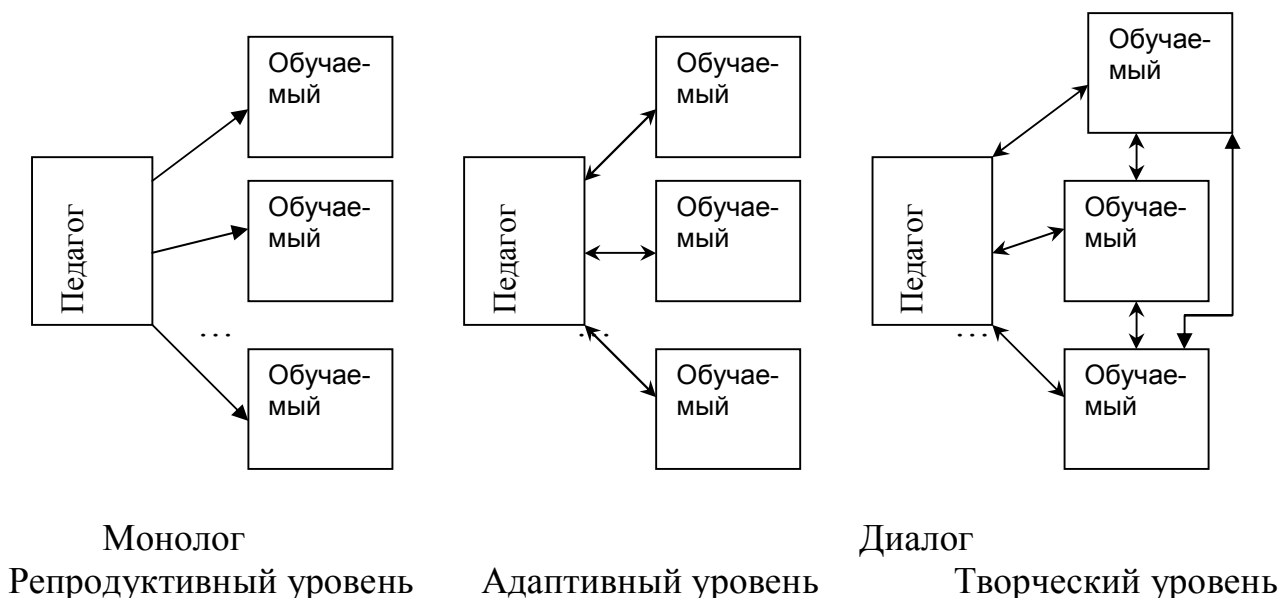 Обучае-
мый
Обучае-
мый
Обучае-
мый
Педагог
...
Обучае-
мый
Обучае-
мый
Обучае-
мый
Педагог
...
Обучае-
мый
Обучае-
мый
Обучае-
мый
Педагог
...
Монолог Диалог
Репродуктивный уровень Адаптивный уровень Творческий уровень